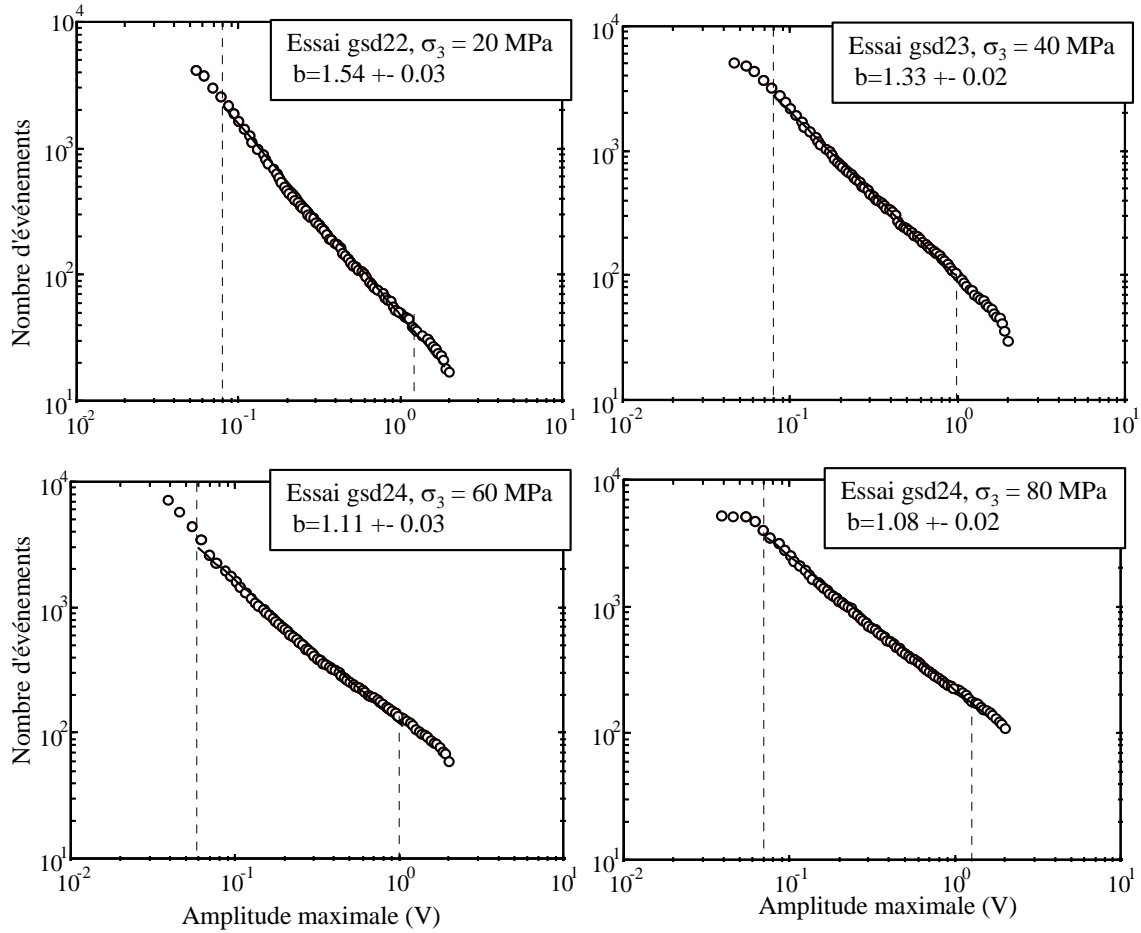 Essai gsd22, σ3 = 20 MPa
b=1.54 +- 0.03
Nombre d'événements
10^4
10^3
10^2
10^1
10^-2
10^-1
10^0
10^1
Essai gsd23, σ3 = 40 MPa
b=1.33 +- 0.02
10^4
10^3
10^2
10^1
10^-2
10^-1
10^0
10^1
Essai gsd24, σ3 = 60 MPa
b=1.11 +- 0.03
Nombre d'événements
10^4
10^3
10^2
10^1
10^-2
10^-1
10^0
10^1
Amplitude maximale (V)
Essai gsd24, σ3 = 80 MPa
b=1.08 +- 0.02
10^4
10^3
10^2
10^1
10^-2
10^-1
10^0
10^1
Amplitude maximale (V)